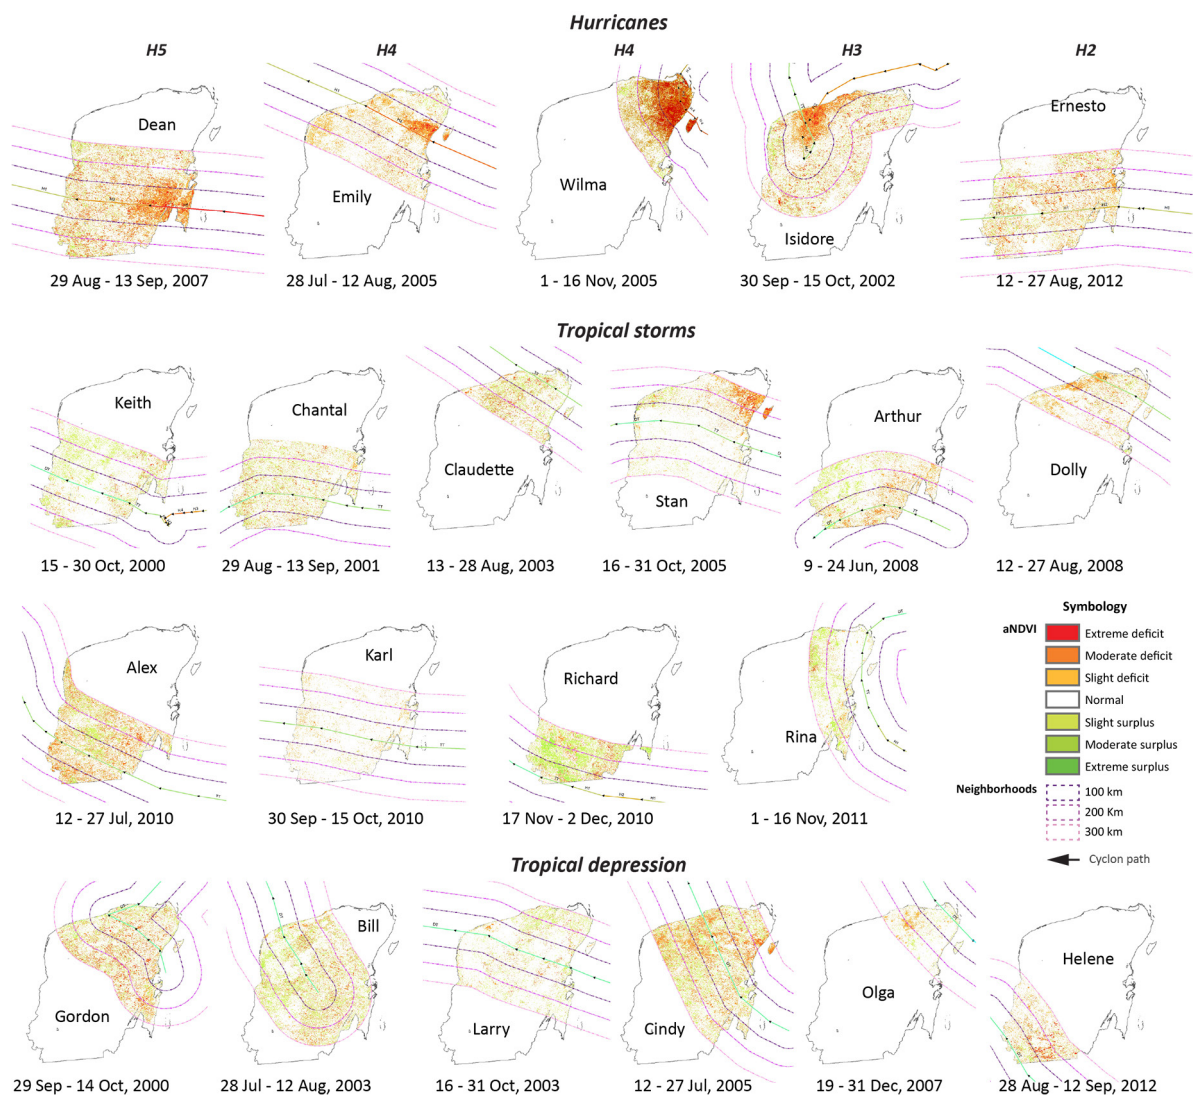 Hurricanes
H5 H4 H4 H3 H2
Dean
Emily
Wilma
Isidore
Ernesto
29 Aug - 13 Sep, 2007
28 Jul - 12 Aug, 2005
1 - 16 Nov, 2005
30 Sep - 15 Oct, 2002
12 - 27 Aug, 2012
Tropical storms
Keith
Chantal
Claudette
Stan
Arthur
Dolly
15 - 30 Oct, 2000
29 Aug - 13 Sep, 2001
13 - 28 Aug, 2003
16 - 31 Oct, 2005
9 - 24 Jun, 2008
12 - 27 Aug, 2008
Alex
Karl
Richard
Rina
12 - 27 Jul, 2010
30 Sep - 15 Oct, 2010
17 Nov - 2 Dec, 2010
1 - 16 Nov, 2011
Symbology
aNDVI
Extreme deficit
Moderate deficit
Slight deficit
Normal
Slight surplus
Moderate surplus
Extreme surplus
Neighborhoods
100 km
200 Km
300 km
Cyclon path
Tropical depression
Gordon
Bill
Larry
Cindy
Olga
Helene
29 Sep - 14 Oct, 2000
28 Jul - 12 Aug, 2003
16 - 31 Oct, 2003
12 - 27 Jul, 2005
19 - 31 Dec, 2007
28 Aug - 12 Sep, 2012